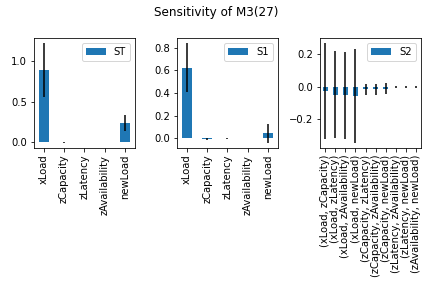 Sensitivity of M3(27)
ST
1.0
0.5
0.0
xLoad
zCapacity
zLatency
zAvailability
newLoad
S1
0.8
0.6
0.4
0.2
0.0
xLoad
zCapacity
zLatency
zAvailability
newLoad
S2
0.0
−0.2
(xLoad, zCapacity)
(xLoad, zLatency)
(xLoad, zAvailability)
(xLoad, newLoad)
(zCapacity, zLatency)
(zCapacity, zAvailability)
(zCapacity, newLoad)
(zLatency, zAvailability)
(zLatency, newLoad)
(zAvailability, newLoad)